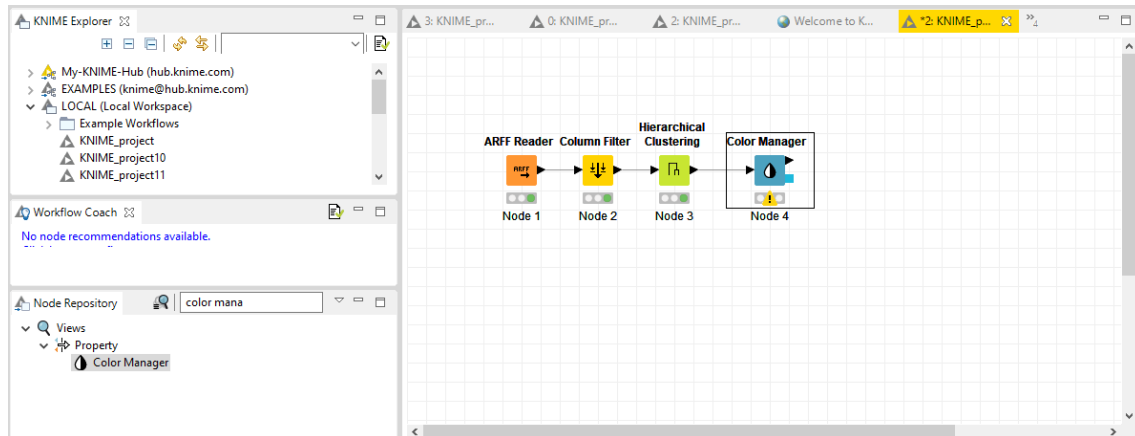 KNIME Explorer
3: KNIME_pr...
0: KNIME_pr...
2: KNIME_pr...
Welcome to K...
*2: KNIME_p...
4
My-KNIME-Hub (hub.knime.com)
EXAMPLES (knime@hub.knime.com)
LOCAL (Local Workspace)
Example Workflows
KNIME_project
KNIME_project10
KNIME_project11
Workflow Coach
No node recommendations available.
Node Repository
color mana
Views
Property
Color Manager
ARFF Reader
Column Filter
Hierarchical
Clustering
Color Manager
ARFF
Node 1
Node 2
Node 3
Node 4